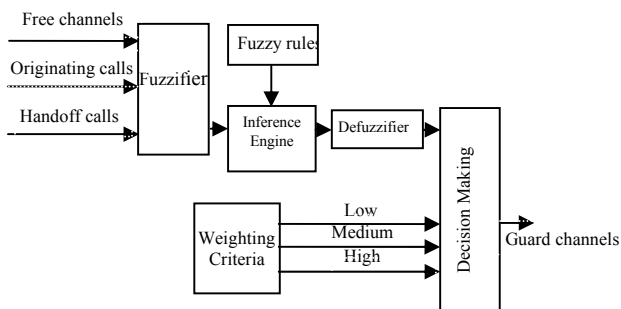 Free channels
Originating calls
Handoff calls
Fuzzifier
Fuzzy rules
Inference
Engine
Defuzzifier
Decision Making
Weighting
Criteria
Low
Medium
High
Guard channels